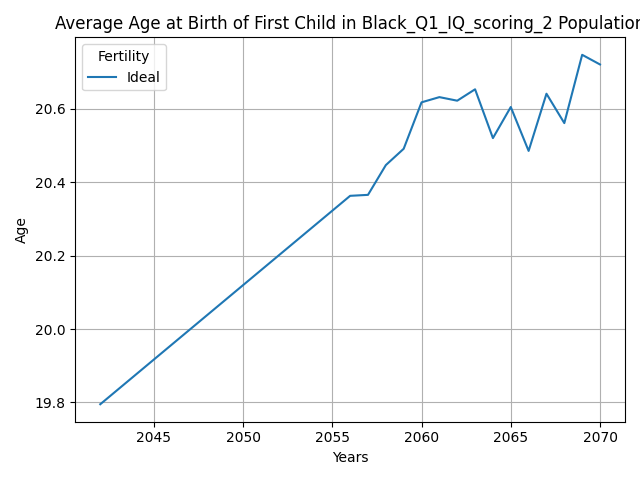 Average Age at Birth of First Child in Black_Q1_IQ_scoring_2 Population
Fertility
Ideal
20.6
20.4
20.2
20.0
19.8
Age
2045 2050 2055 2060 2065 2070
Years